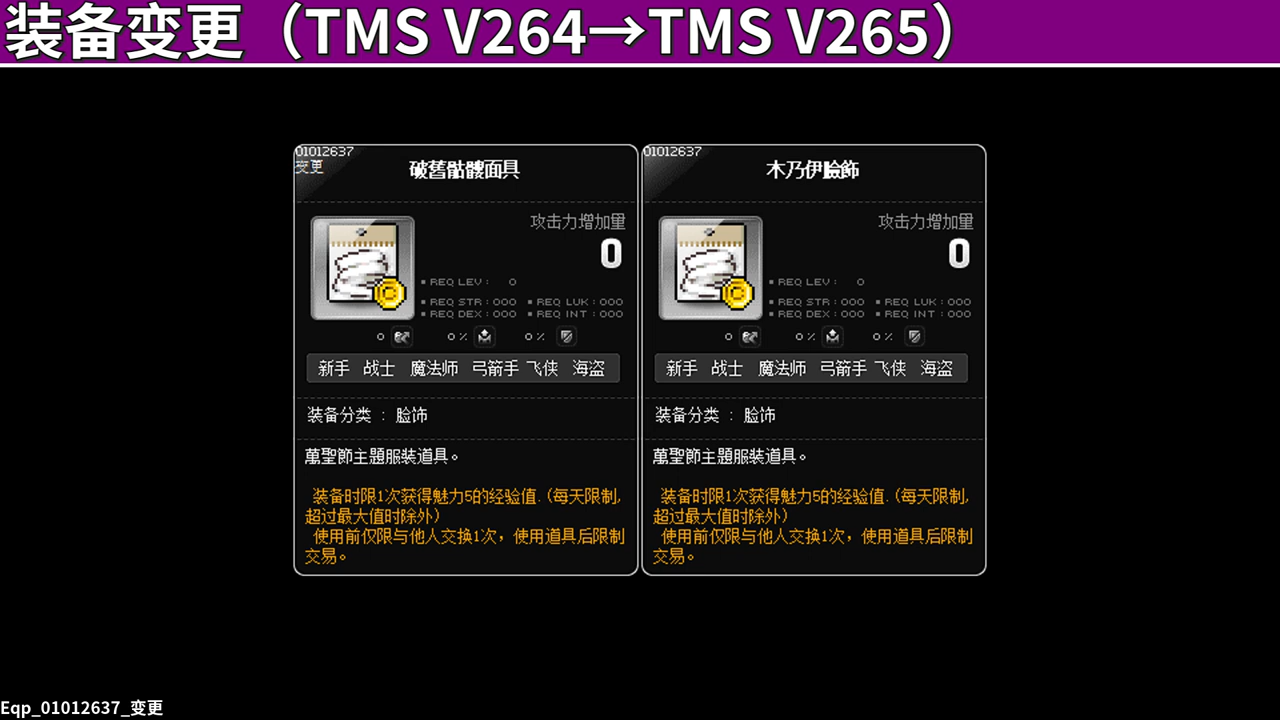 装备变更（TMS V264→TMS V265）
01012637
变更
破舊骷髏面具
攻击力增加量
0
REQ LEV : 0
REQ STR : 000 REQ LUK : 000
REQ DEX : 000 REQ INT : 000
0 0 % 0 %
新手 战士 魔法师 弓箭手 飞侠 海盗
装备分类 : 脸饰
萬聖節主題服裝道具。
装备时限1次获得魅力5的经验值. (每天限制,
超过最大值时除外)
使用前仅限与他人交换1次，使用道具后限制
交易。
01012637
木乃伊臉飾
攻击力增加量
0
REQ LEV : 0
REQ STR : 000 REQ LUK : 000
REQ DEX : 000 REQ INT : 000
0 0 % 0 %
新手 战士 魔法师 弓箭手 飞侠 海盗
装备分类 : 脸饰
萬聖節主題服裝道具。
装备时限1次获得魅力5的经验值. (每天限制,
超过最大值时除外)
使用前仅限与他人交换1次，使用道具后限制
交易。
Eqp_01012637_变更